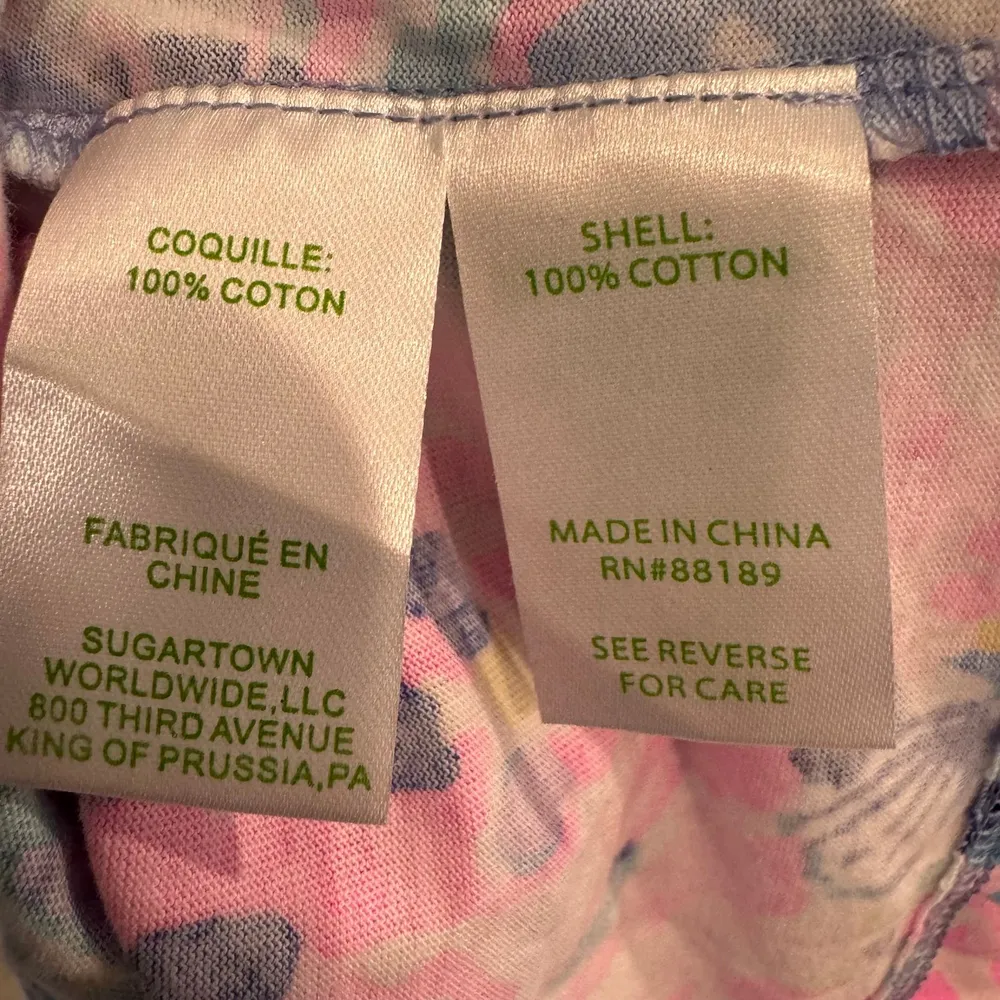 COQUILLE:
100% COTON
FABRIQUÉ EN
CHINE
SUGARTOWN
WORLDWIDE,LLC
800 THIRD AVENUE
KING OF PRUSSIA,PA
SHELL:
100% COTTON
MADE IN CHINA
RN#88189
SEE REVERSE
FOR CARE